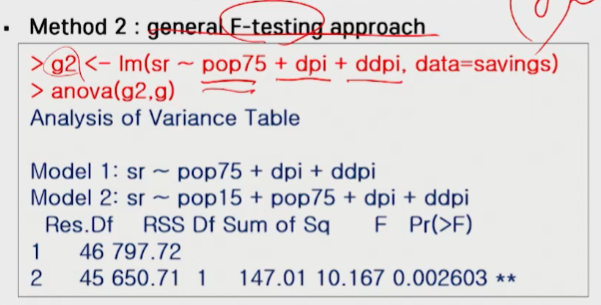 ▪ Method 2 : general F-testing approach
> g2 <- lm(sr ~ pop75 + dpi + ddpi, data=savings)
> anova(g2,g)
Analysis of Variance Table
Model 1: sr ~ pop75 + dpi + ddpi
Model 2: sr ~ pop15 + pop75 + dpi + ddpi
Res.Df RSS Df Sum of Sq F Pr(>F)
1 46 797.72
2 45 650.71 1 147.01 10.167 0.002603 **